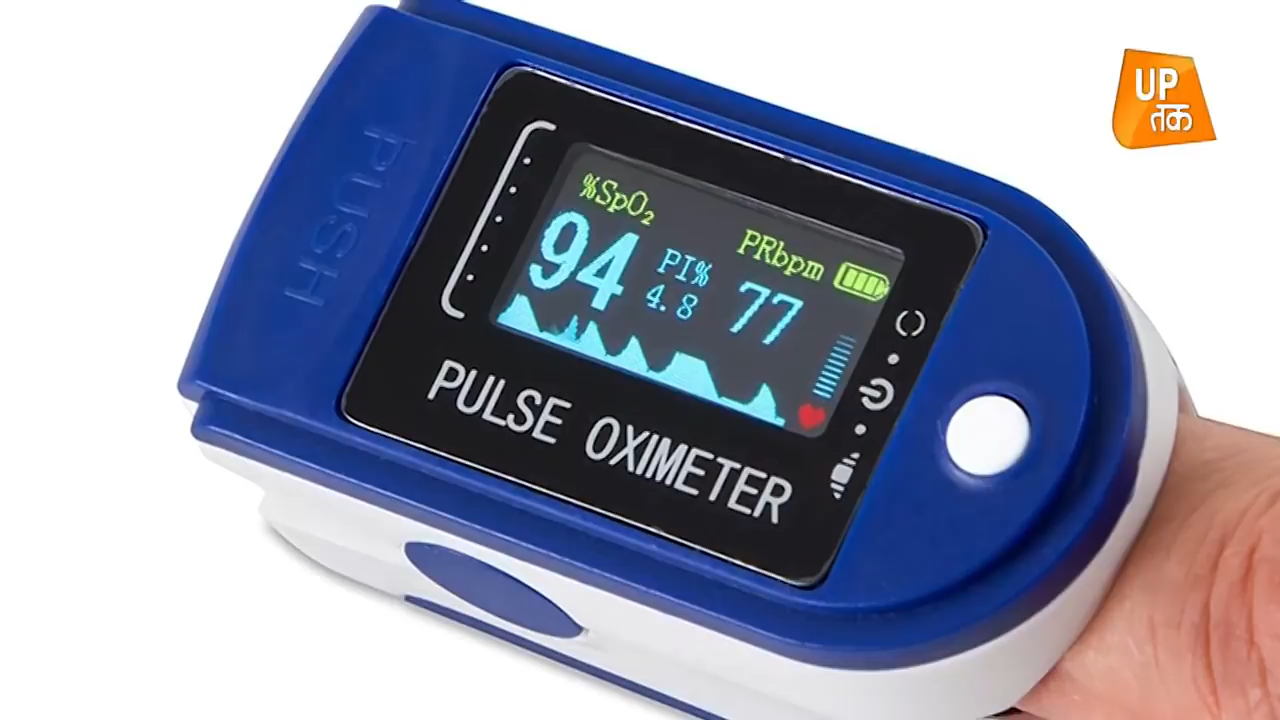 UP
तक
PUSH
%SpO₂
PRbpm
94
PI%
4.8
77
PULSE OXIMETER